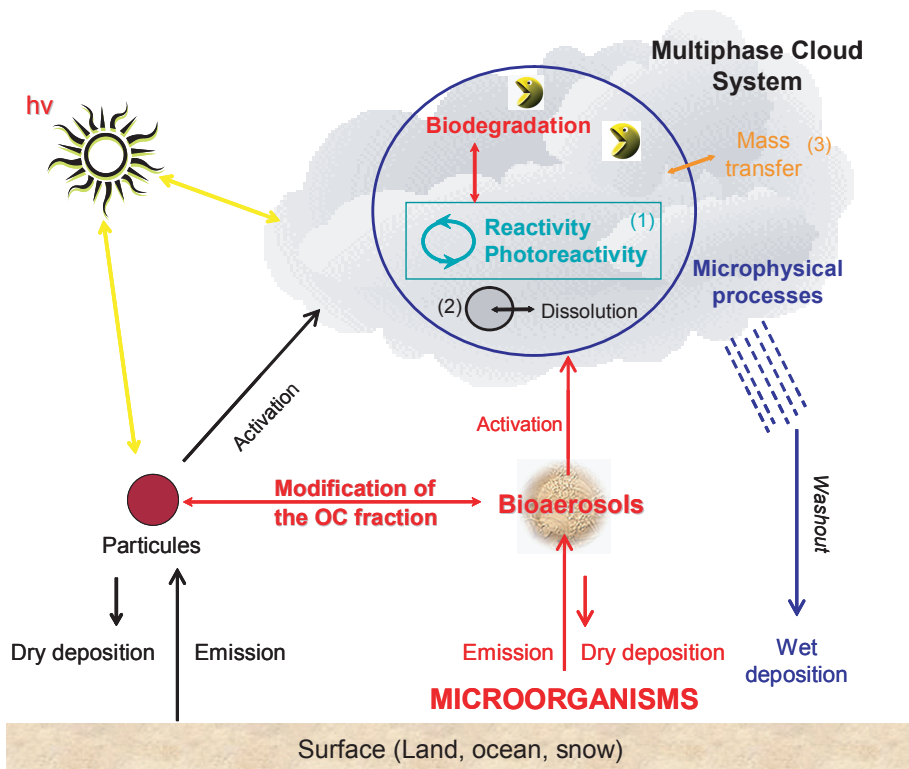 Multiphase Cloud
System
hν
Biodegradation
Mass (3)
transfer
(1)
Reactivity
Photoreactivity
Microphysical
processes
(2)
Dissolution
Activation
Activation
Washout
Modification of
the OC fraction
Bioaerosols
Particules
Dry deposition
Emission
Emission
Dry deposition
Wet
deposition
MICROORGANISMS
Surface (Land, ocean, snow)